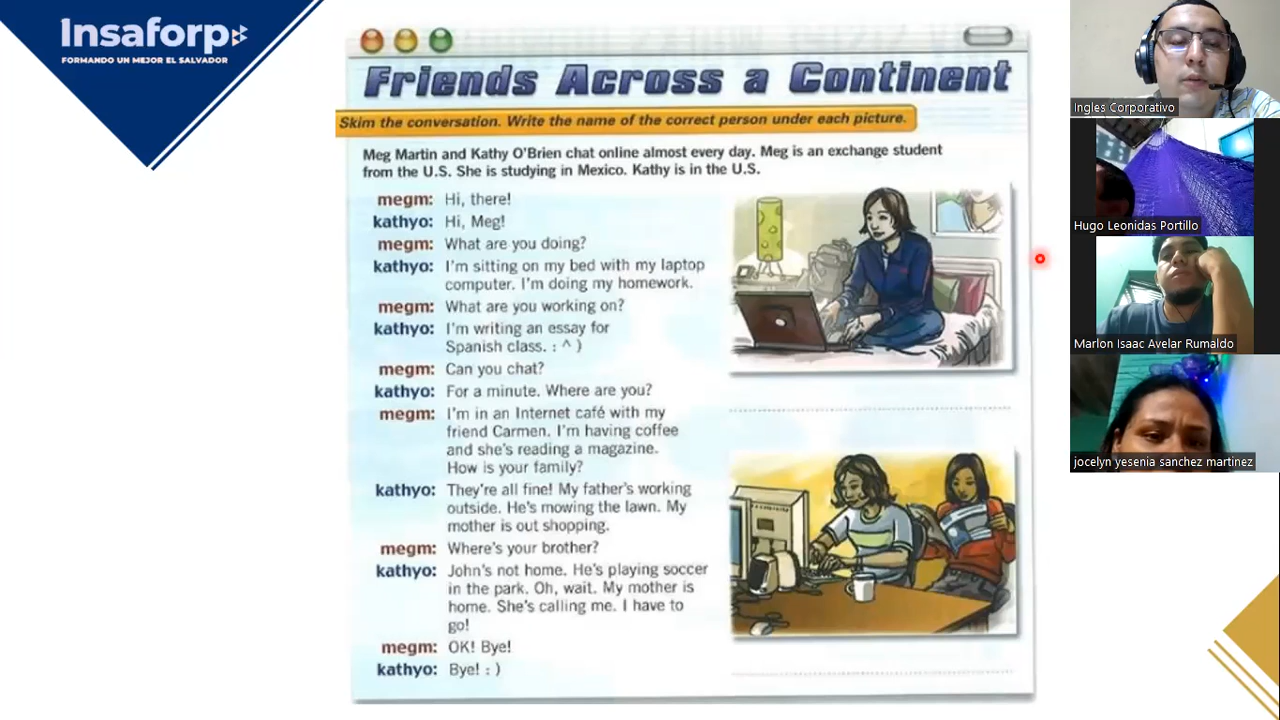 Insaforp
FORMANDO UN MEJOR EL SALVADOR
Friends Across a Continent
Skim the conversation. Write the name of the correct person under each picture.
Meg Martin and Kathy O'Brien chat online almost every day. Meg is an exchange student
from the U.S. She is studying in Mexico. Kathy is in the U.S.
megm: Hi, there!
kathyo: Hi, Meg!
megm: What are you doing?
kathyo: I'm sitting on my bed with my laptop
computer. I'm doing my homework.
megm: What are you working on?
kathyo: I'm writing an essay for
Spanish class. : ^ )
megm: Can you chat?
kathyo: For a minute. Where are you?
megm: I'm in an Internet café with my
friend Carmen. I'm having coffee
and she's reading a magazine.
How is your family?
kathyo: They're all fine! My father's working
outside. He's mowing the lawn. My
mother is out shopping.
megm: Where's your brother?
kathyo: John's not home. He's playing soccer
in the park. Oh, wait. My mother is
home. She's calling me. I have to
go!
megm: OK! Bye!
kathyo: Bye! : )
Ingles Corporativo
Hugo Leonidas Portillo
Marlon Isaac Avelar Rumaldo
jocelyn yesenia sanchez martinez